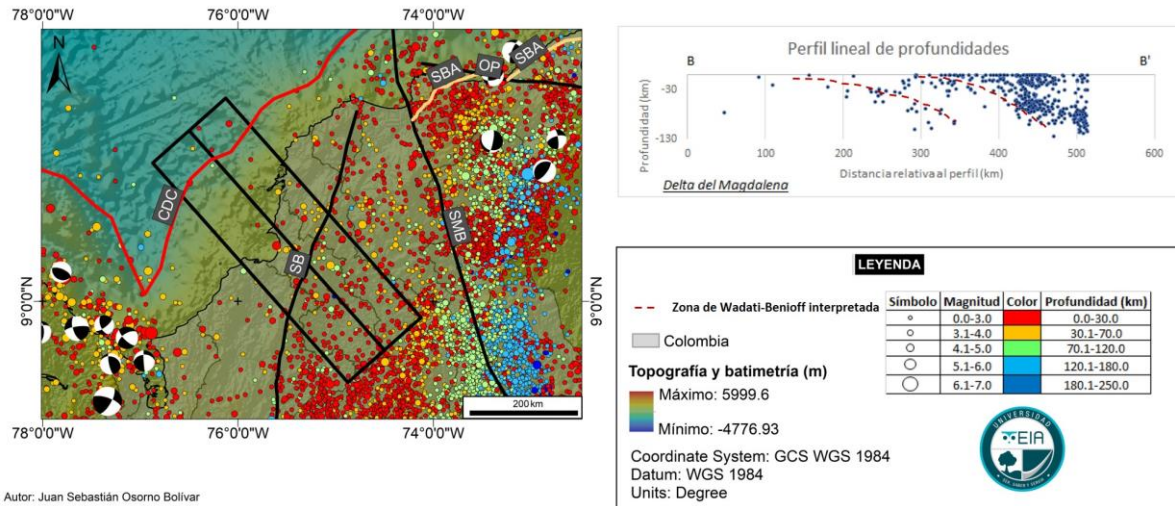 78°0'0"W
76°0'0"W
74°0'0"W
N
SBA
OP
SBA
CDC
SMB
SB
9°0'0"N
9°0'0"N
200 km
78°0'0"W
76°0'0"W
74°0'0"W
Autor: Juan Sebastián Osorno Bolívar
Perfil lineal de profundidades
B
B'
Profundidad (km)
-30
-130
0
100
200
300
400
500
600
Distancia relativa al perfil (km)
Delta del Magdalena
LEYENDA
Zona de Wadati-Benioff interpretada
Colombia
Topografía y batimetría (m)
Máximo: 5999.6
Mínimo: -4776.93
Coordinate System: GCS WGS 1984
Datum: WGS 1984
Units: Degree
Símbolo Magnitud Color Profundidad (km)
0.0-3.0 0.0-30.0
3.1-4.0 30.1-70.0
4.1-5.0 70.1-120.0
5.1-6.0 120.1-180.0
6.1-7.0 180.1-250.0
UNIVERSIDAD
EIA